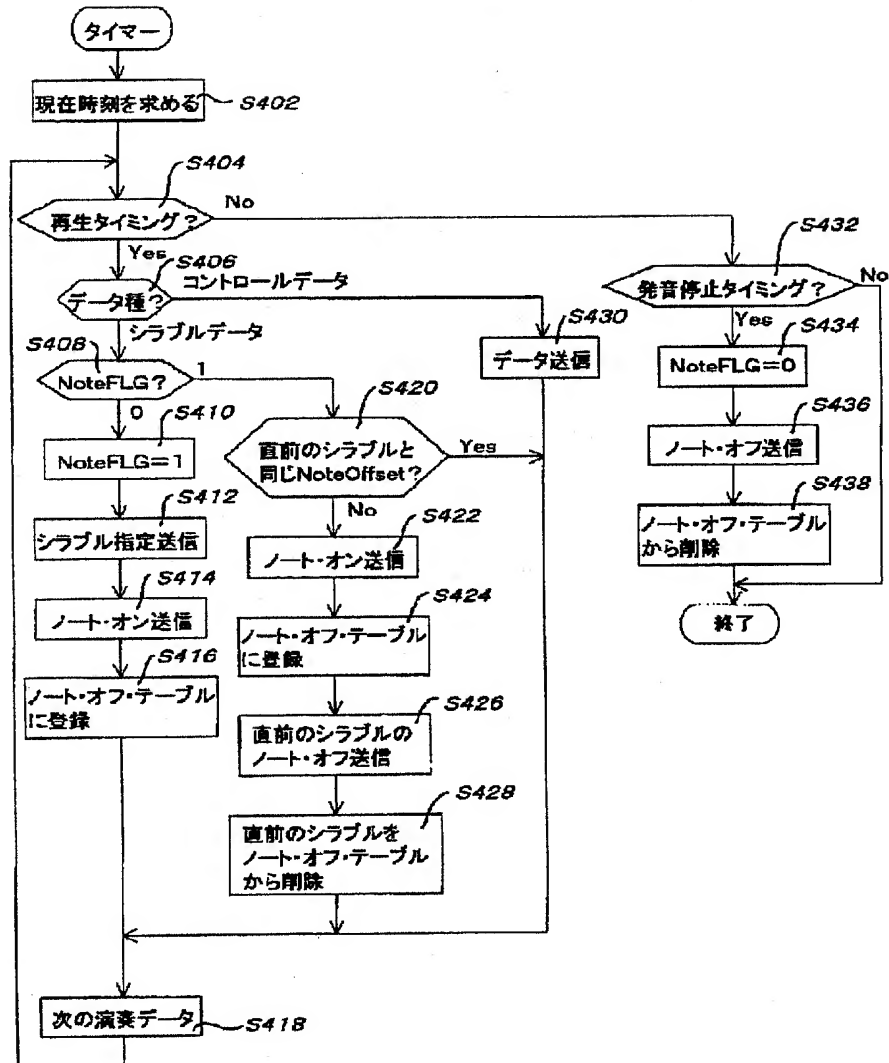 タイマー
現在時刻を求める
S402
S404
再生タイミング?
No
Yes
S406
データ種?
コントロールデータ
シラブルデータ
S408
NoteFLG?
1
0
S410
NoteFLG=1
S412
シラブル指定送信
S414
ノート・オン送信
S416
ノート・オフ・テーブル
に登録
S420
直前のシラブルと
同じNoteOffset?
Yes
No
S422
ノート・オン送信
S424
ノート・オフ・テーブル
に登録
S426
直前のシラブルの
ノート・オフ送信
S428
直前のシラブルを
ノート・オフ・テーブル
から削除
S430
データ送信
S432
発音停止タイミング?
No
Yes
S434
NoteFLG=0
S436
ノート・オフ送信
S438
ノート・オフ・テーブル
から削除
終了
次の演奏データ
S418